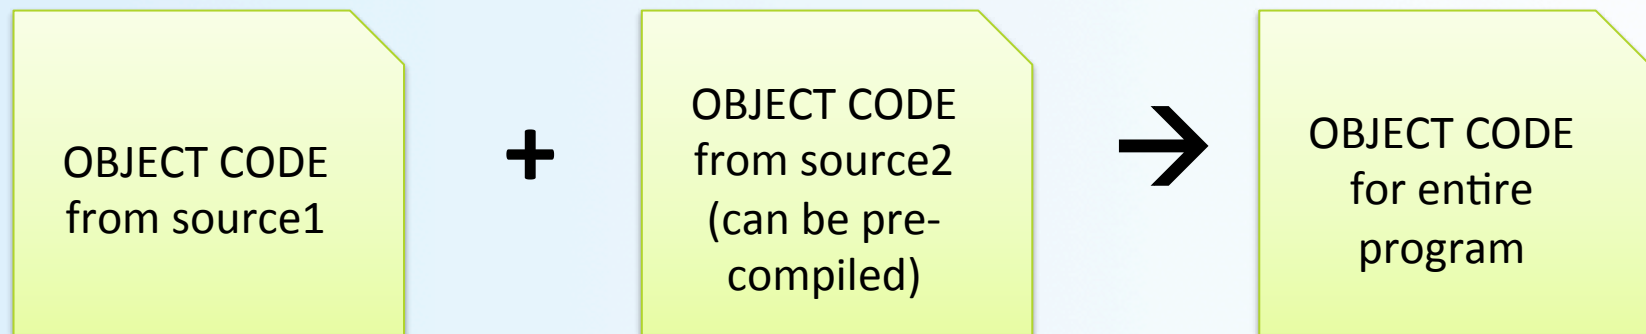 OBJECT CODE
from source1
+
OBJECT CODE
from source2
(can be pre-
compiled)
→
OBJECT CODE
for entire
program